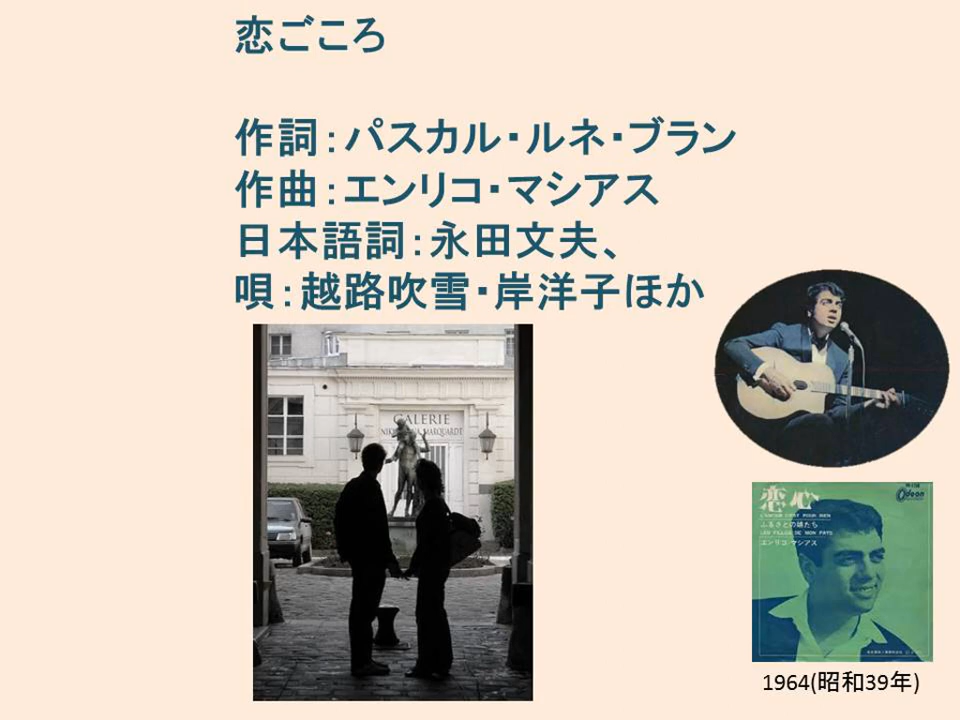 恋ごころ
作詞：パスカル・ルネ・ブラン
作曲：エンリコ・マシアス
日本語詞：永田文夫、
唄：越路吹雪・岸洋子ほか
GALERIE
MARQUARDT
恋心
Odeon
L'AMOUR C'EST POUR RIEN
ふるさとの娘たち
LES FILLES DE MON PAYS
エンリコ・マシアス
1964(昭和39年)